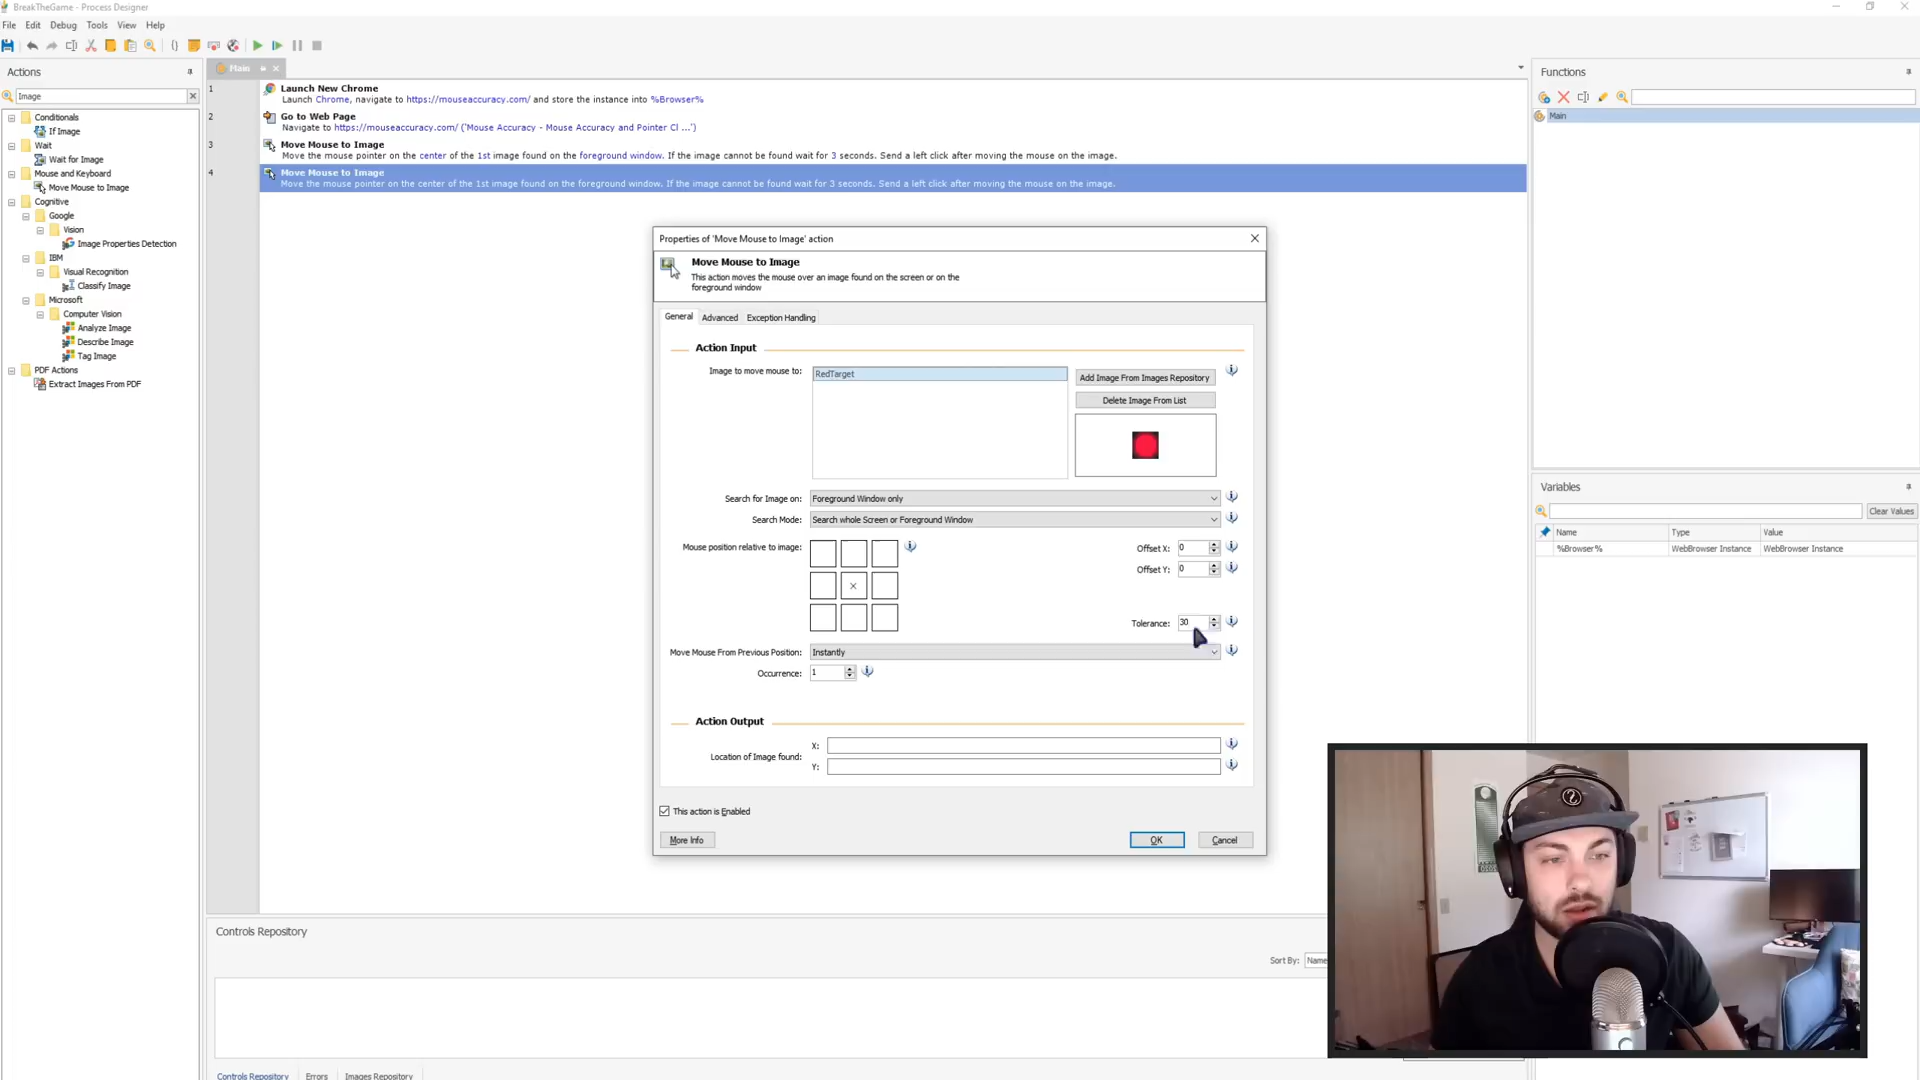 BreakTheGame - Process Designer
File Edit Debug Tools View Help
Actions
Image
Conditionals
If Image
Wait
Wait for Image
Mouse and Keyboard
Move Mouse to Image
Cognitive
Google
Vision
Image Properties Detection
IBM
Visual Recognition
Classify Image
Microsoft
Computer Vision
Analyze Image
Describe Image
Tag Image
PDF Actions
Extract Images From PDF
Main
1 Launch New Chrome
Launch Chrome, navigate to https://mouseaccuracy.com/ and store the instance into %Browser%
2 Go to Web Page
Navigate to https://mouseaccuracy.com/ ('Mouse Accuracy - Mouse Accuracy and Pointer Cl ...')
3 Move Mouse to Image
Move the mouse pointer on the center of the 1st image found on the foreground window. If the image cannot be found wait for 3 seconds. Send a left click after moving the mouse on the image.
4 Move Mouse to Image
Move the mouse pointer on the center of the 1st image found on the foreground window. If the image cannot be found wait for 3 seconds. Send a left click after moving the mouse on the image.
Properties of 'Move Mouse to Image' action
Move Mouse to Image
This action moves the mouse over an image found on the screen or on the
foreground window
General Advanced Exception Handling
Action Input
Image to move mouse to: RedTarget
Add Image From Images Repository
Delete Image From List
Search for Image on: Foreground Window only
Search Mode: Search whole Screen or Foreground Window
Mouse position relative to image:
Offset X: 0
Offset Y: 0
Tolerance: 30
Move Mouse From Previous Position: Instantly
Occurrence: 1
Action Output
Location of Image found:
X:
Y:
This action is Enabled
More Info OK Cancel
Functions
Main
Variables
Clear Values
Name Type Value
%Browser% WebBrowser Instance WebBrowser Instance
Controls Repository
Sort By: Name
Controls Repository Errors Images Repository